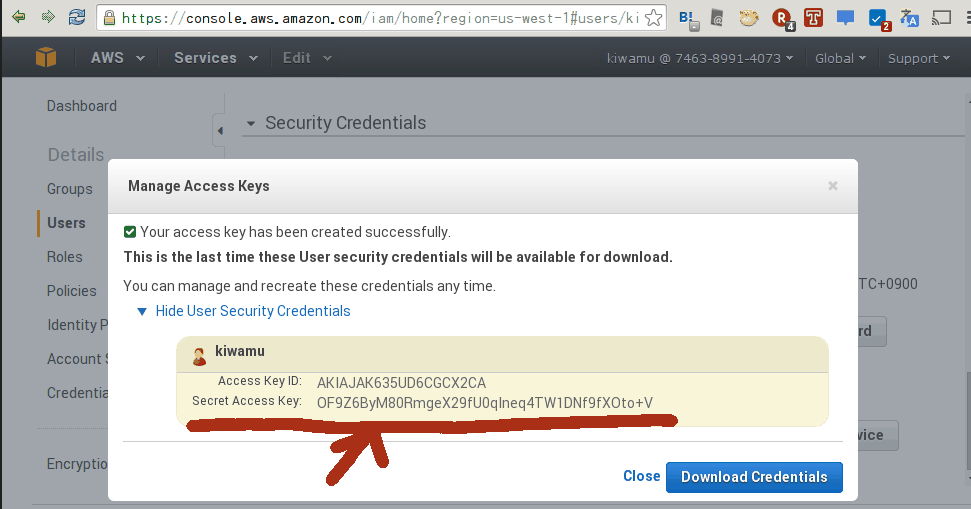 https://console.aws.amazon.com/iam/home?region=us-west-1#users/ki
B!
4
2
AWS Services Edit kiwamu @ 7463-8991-4073 Global Support
Dashboard
Security Credentials
Details
Groups
Users
Roles
Policies
Identity P
Account S
Credentia
Encryptio
TC+0900
rd
vice
Manage Access Keys
Your access key has been created successfully.
This is the last time these User security credentials will be available for download.
You can manage and recreate these credentials any time.
Hide User Security Credentials
kiwamu
Access Key ID: AKIAJAK635UD6CGCX2CA
Secret Access Key: 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
Close Download Credentials